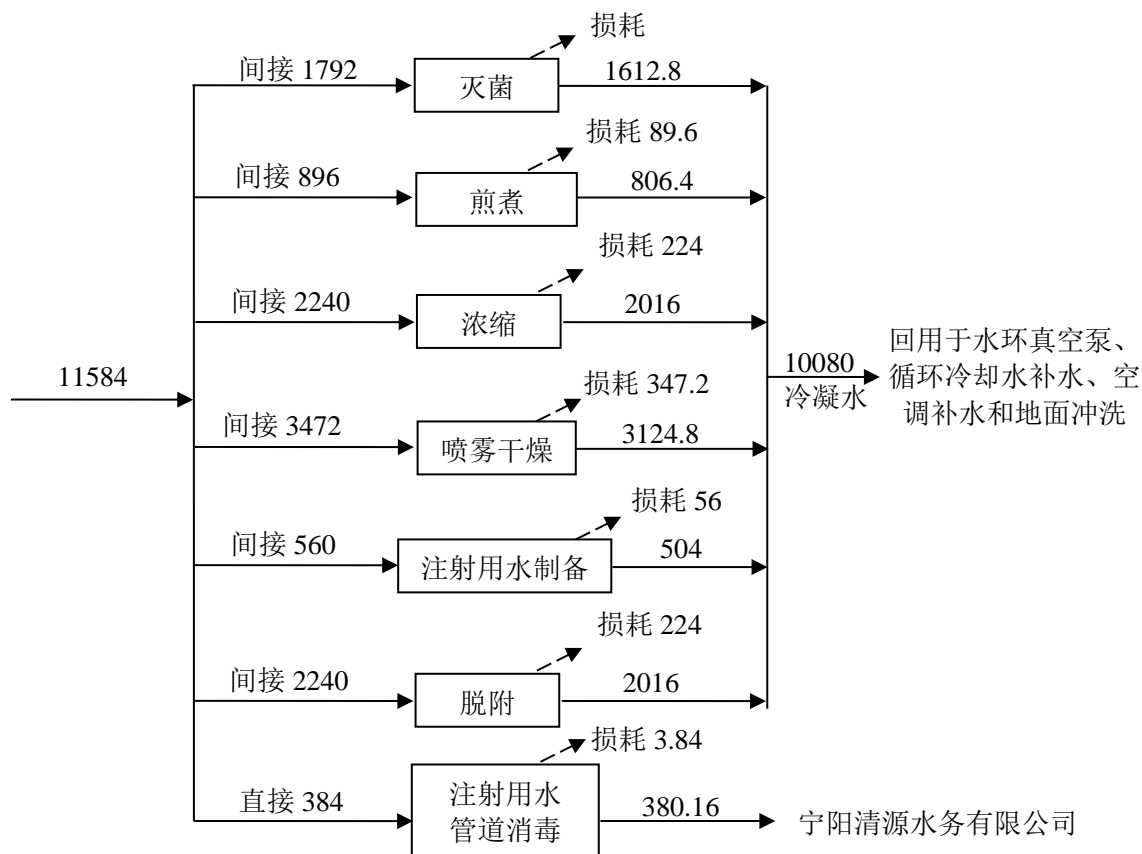 损耗
间接 1792
灭菌
1612.8
损耗 89.6
间接 896
煎煮
806.4
损耗 224
间接 2240
浓缩
2016
11584
10080
冷凝水
回用于水环真空泵、
循环冷却水补水、空
调补水和地面冲洗
损耗 347.2
间接 3472
喷雾干燥
3124.8
损耗 56
间接 560
注射用水制备
504
损耗 224
间接 2240
脱附
2016
损耗 3.84
直接 384
注射用水
管道消毒
380.16
宁阳清源水务有限公司